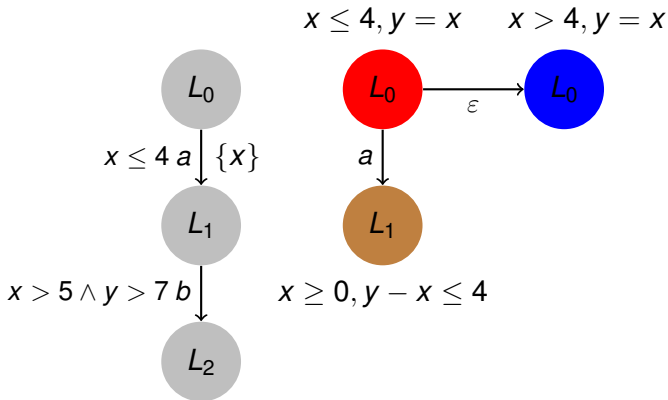 x ≤ 4, y = x
x > 4, y = x
L₀
L₀
L₀
ε
x ≤ 4 a {x}
a
L₁
L₁
x > 5 ∧ y > 7 b
x ≥ 0, y − x ≤ 4
L₂